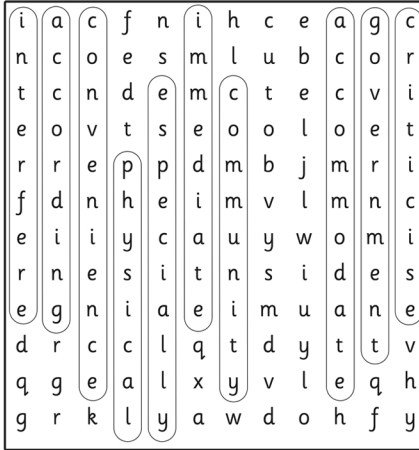 i a c f n i h c e a g c
n c o e s m l u b c o r
t c n d e m c t e c v i
e o v t s e o o l o e t
r r e p p d m b j m r i
f d n h e i m v l m n c
e i i y c a u y w o m i
r n e s i t n s i d e s
e g n i a e i m u a n e
d r c c l q t d y t t v
q g e a l x y v l e q h
g r k l y a w d o h f y